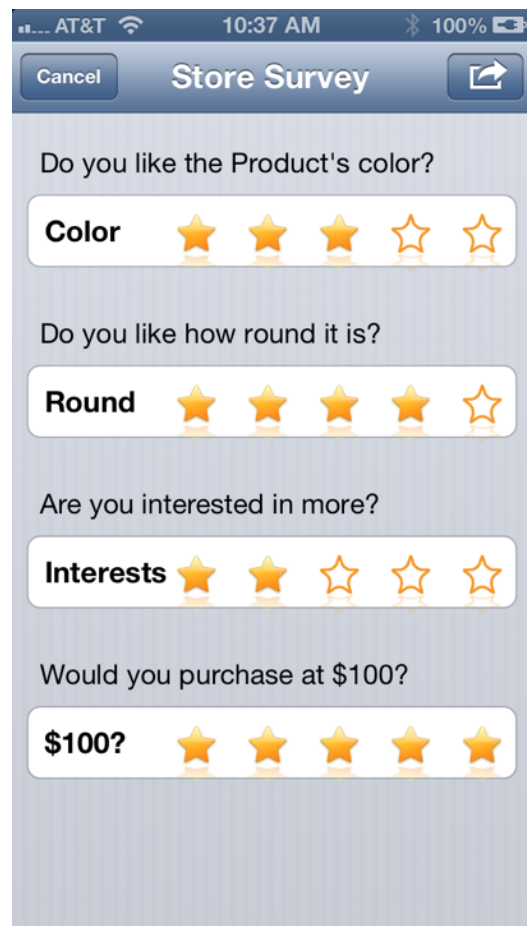 AT&T 10:37 AM 100%
Cancel Store Survey
Do you like the Product's color?
Color
Do you like how round it is?
Round
Are you interested in more?
Interests
Would you purchase at $100?
$100?